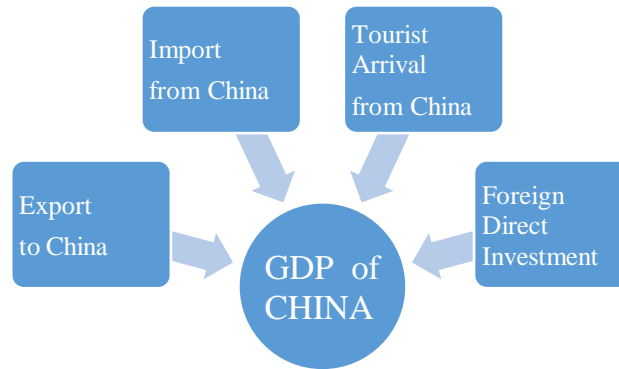 Import
from China
Tourist
Arrival
from China
Export
to China
Foreign
Direct
Investment
GDP of
CHINA